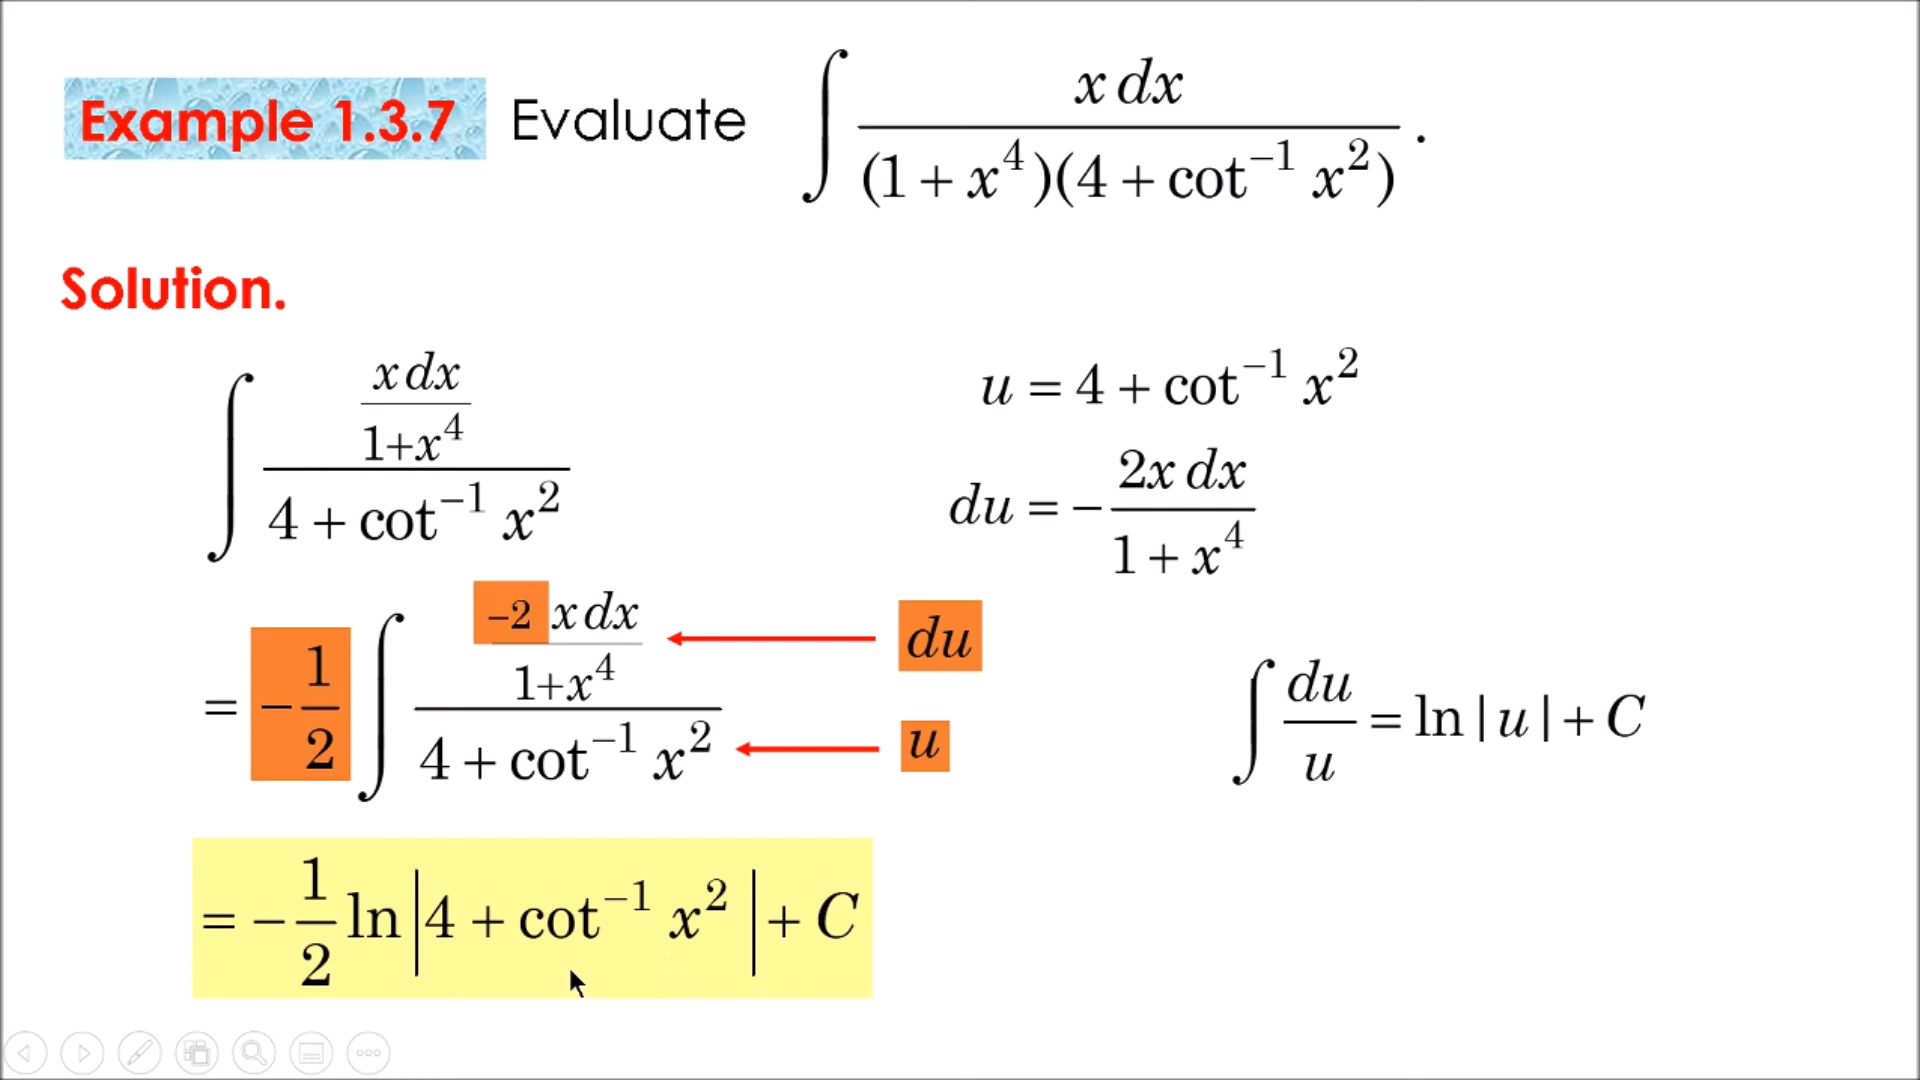 Example 1.3.7 Evaluate ∫ x dx / (1 + x⁴)(4 + cot⁻¹ x²) .
Solution.
∫ (x dx / 1+x⁴) / (4 + cot⁻¹ x²)
u = 4 + cot⁻¹ x²
du = − 2x dx / 1 + x⁴
= −1/2 ∫ (−2 x dx / 1+x⁴) / (4 + cot⁻¹ x²)
du
u
∫ du / u = ln | u | + C
= −1/2 ln |4 + cot⁻¹ x² | + C